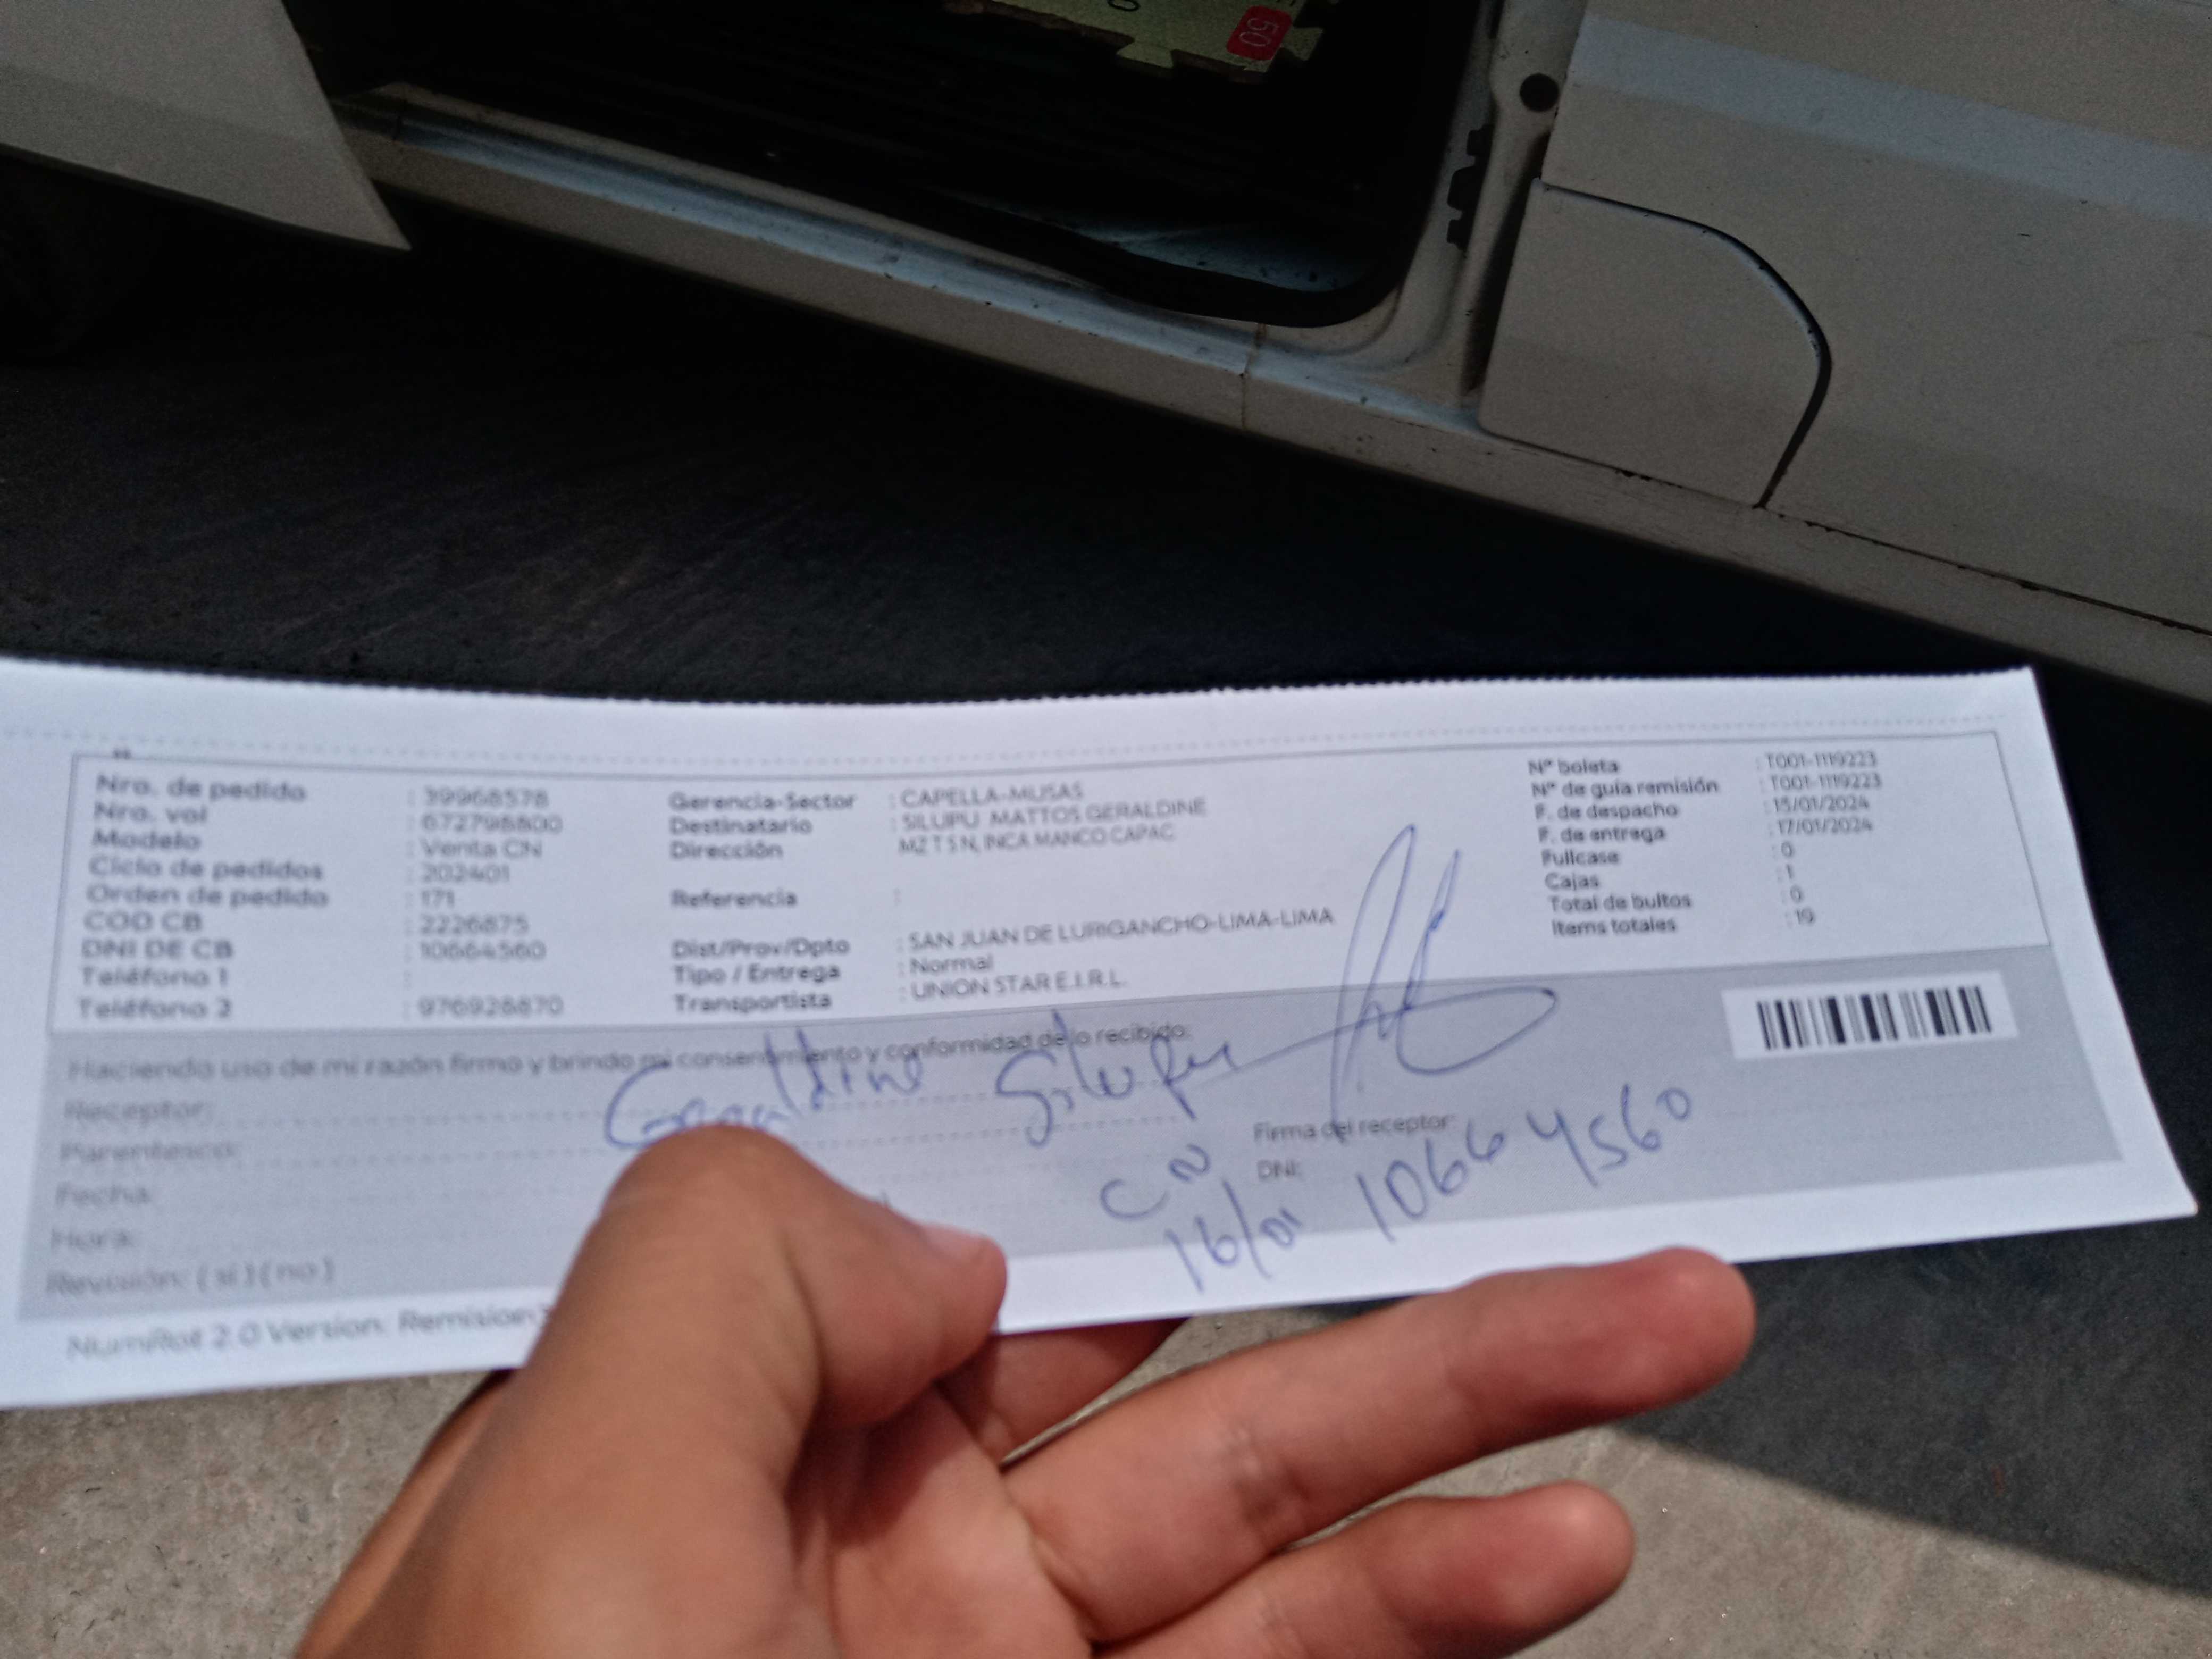 50
Nro. de pedido : 39968578
Nro. vol : 672798800
Modelo : Venta CN
Ciclo de pedidos : 202401
Orden de pedido : 171
COD CB : 2226875
DNI DE CB : 10664560
Teléfono 1 :
Teléfono 2 : 976926870
Gerencia-Sector : CAPELLA-MUSAS
Destinatario : SILUPU MATTOS GERALDINE
Dirección MZ T 5 N, INCA MANCO CAPAC
Referencia :
Dist/Prov/Dpto : SAN JUAN DE LURIGANCHO-LIMA-LIMA
Tipo / Entrega : Normal
Transportista : UNION STAR E.I.R.L.
N° boleta : T001-1119223
N° de guía remisión : T001-1119223
F. de despacho : 15/01/2024
F. de entrega : 17/01/2024
Fullcase : 0
Cajas : 1
Total de bultos : 0
Items totales : 19
Haciendo uso de mi razón firmo y brindo mi consentimiento y conformidad de lo recibido:
Receptor: Geraldine Silupu
Parentesco: CN
Fecha: 16/01
Hora:
Revisión: ( si ) ( no )
Firma del receptor:
DNI: 10664560
NumRot 2.0 Version: Remision